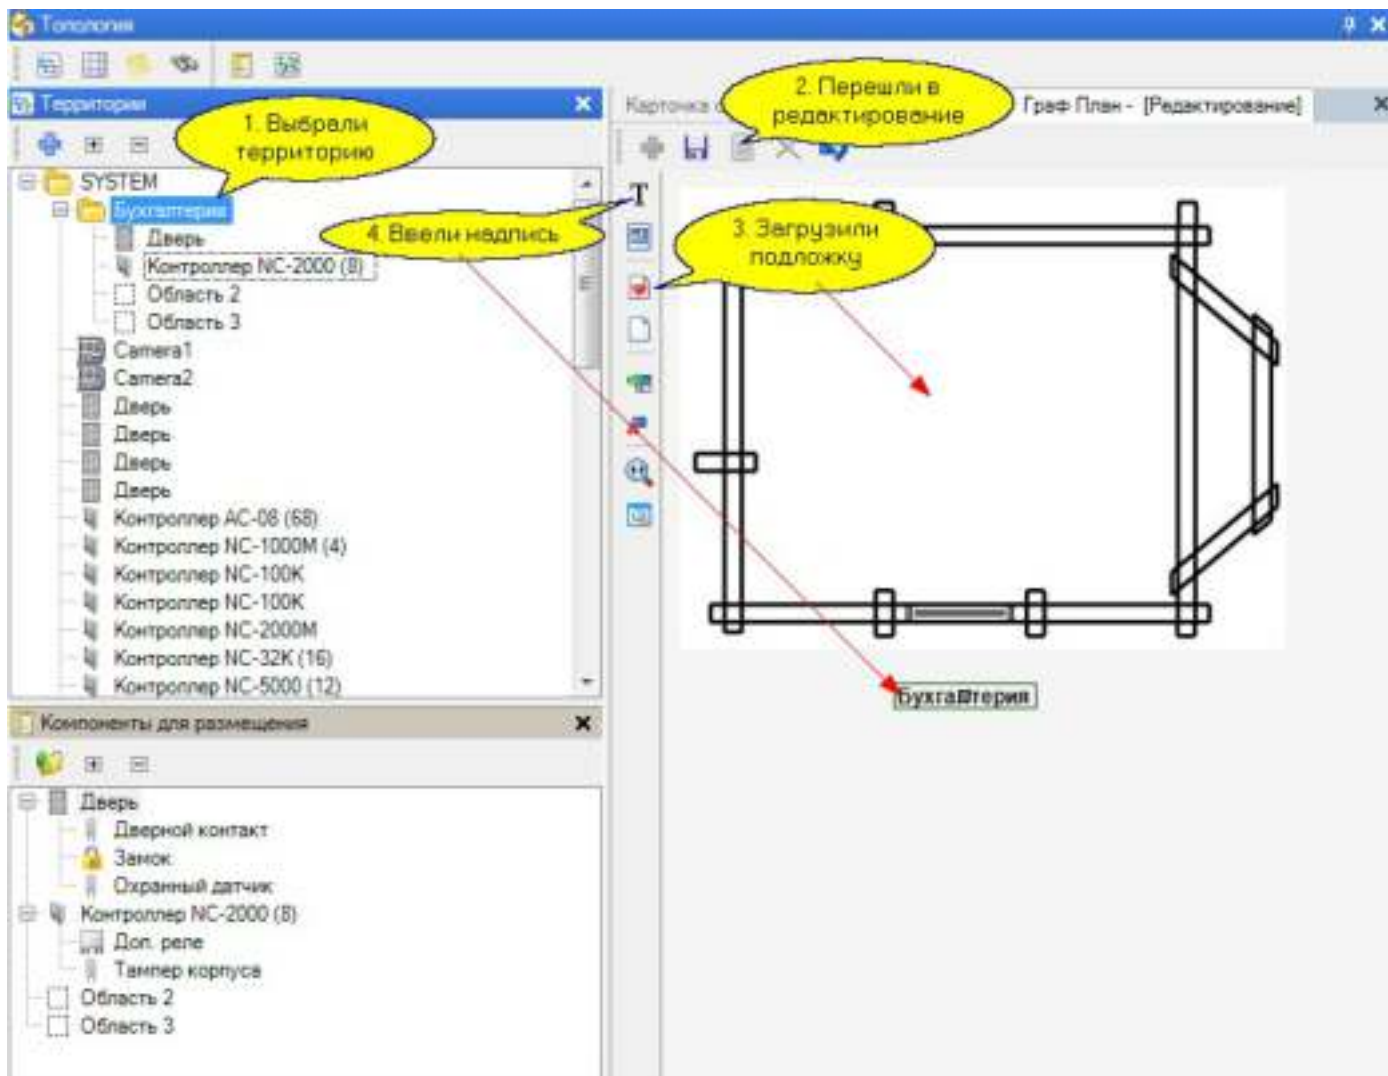 Топология
Территории
1. Выбрали
территорию
SYSTEM
Бухгалтерия
Дверь
Контроллер NC-2000 (8)
Область 2
Область 3
Camera1
Camera2
Дверь
Дверь
Дверь
Дверь
Контроллер AC-08 (68)
Контроллер NC-1000M (4)
Контроллер NC-100K
Контроллер NC-100K
Контроллер NC-2000M
Контроллер NC-32K (16)
Контроллер NC-5000 (12)
Компоненты для размещения
Дверь
Дверной контакт
Замок
Охранный датчик
Контроллер NC-2000 (8)
Доп. реле
Тампер корпуса
Область 2
Область 3
Карточка
2. Перешли в
редактирование
Граф План - [Редактирование]
T
4. Ввели надпись
3. Загрузили
подложку
Бухгалтерия